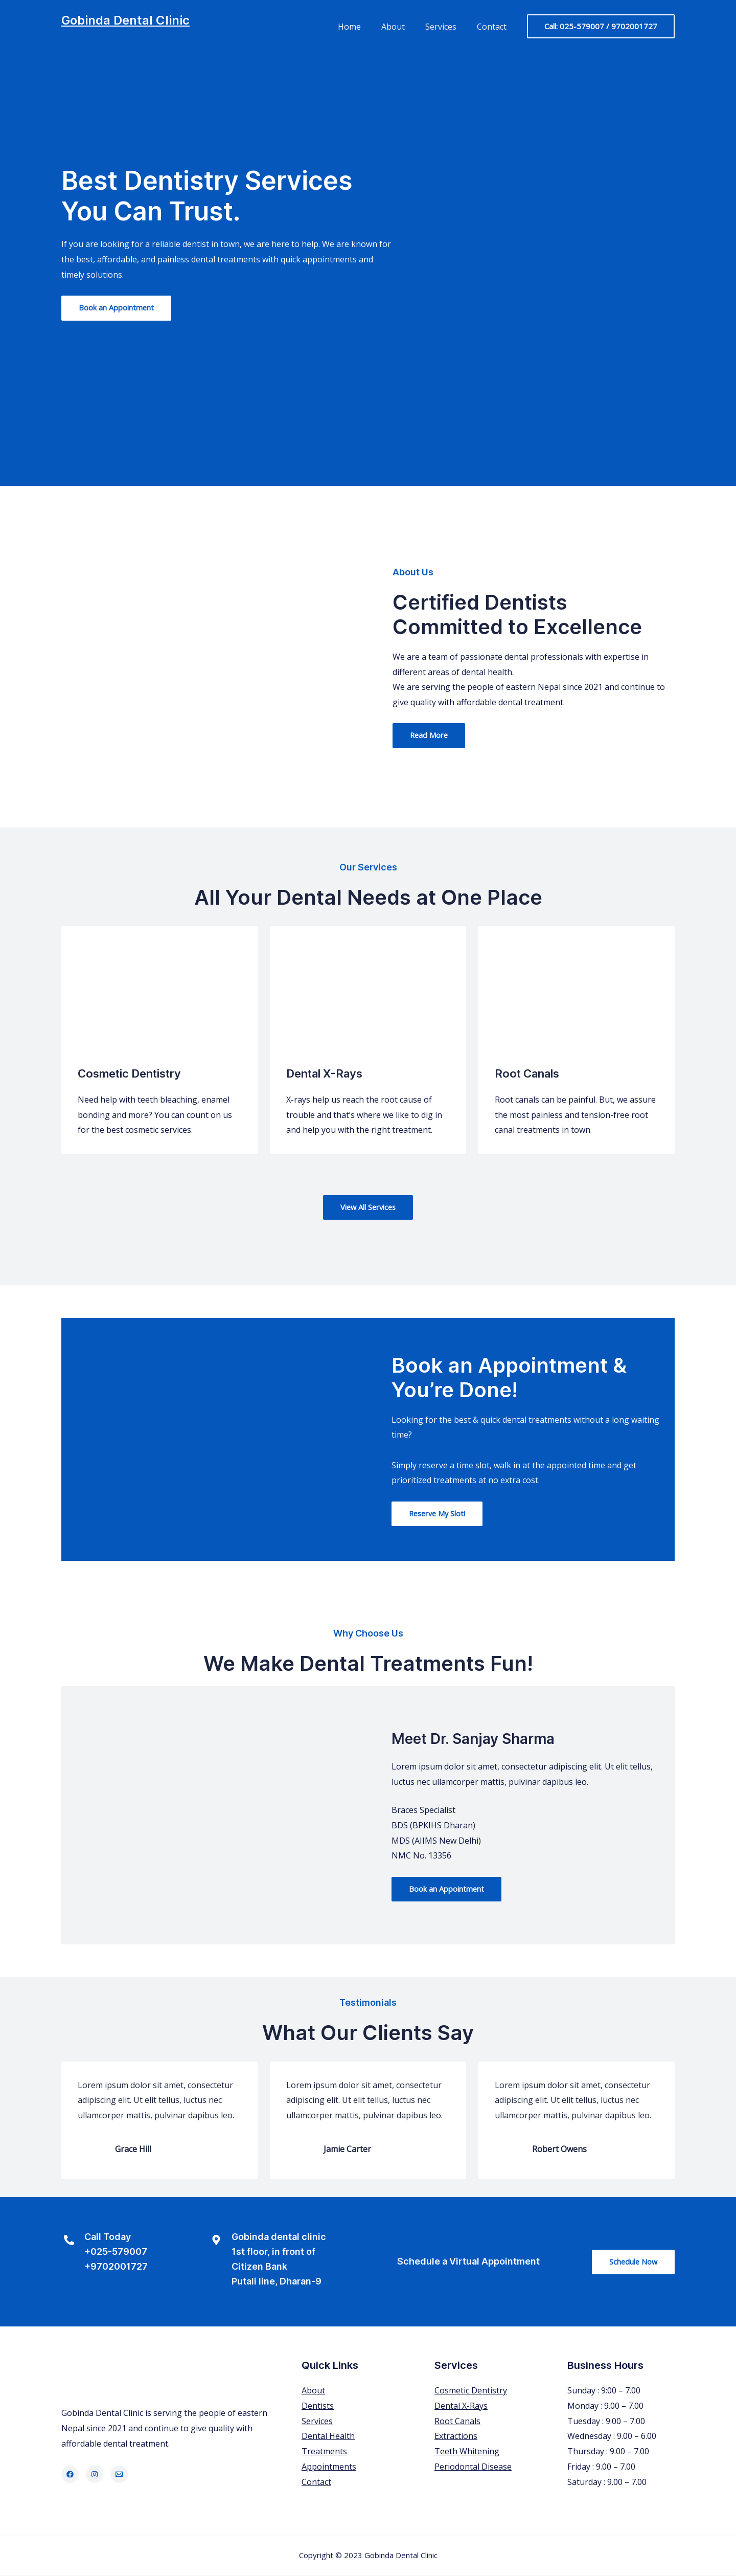 Gobinda Dental Clinic
Home
About
Services
Contact
Call: 025-579007 / 9702001727
Best Dentistry Services
You Can Trust.
If you are looking for a reliable dentist in town, we are here to help. We are known for
the best, affordable, and painless dental treatments with quick appointments and
timely solutions.
Book an Appointment
About Us
Certified Dentists
Committed to Excellence
We are a team of passionate dental professionals with expertise in
different areas of dental health.
We are serving the people of eastern Nepal since 2021 and continue to
give quality with affordable dental treatment.
Read More
Our Services
All Your Dental Needs at One Place
Cosmetic Dentistry
Need help with teeth bleaching, enamel
bonding and more? You can count on us
for the best cosmetic services.
Dental X-Rays
X-rays help us reach the root cause of
trouble and that’s where we like to dig in
and help you with the right treatment.
Root Canals
Root canals can be painful. But, we assure
the most painless and tension-free root
canal treatments in town.
View All Services
Book an Appointment &
You’re Done!
Looking for the best & quick dental treatments without a long waiting
time?
Simply reserve a time slot, walk in at the appointed time and get
prioritized treatments at no extra cost.
Reserve My Slot!
Why Choose Us
We Make Dental Treatments Fun!
Meet Dr. Sanjay Sharma
Lorem ipsum dolor sit amet, consectetur adipiscing elit. Ut elit tellus,
luctus nec ullamcorper mattis, pulvinar dapibus leo.
Braces Specialist
BDS (BPKIHS Dharan)
MDS (AIIMS New Delhi)
NMC No. 13356
Book an Appointment
Testimonials
What Our Clients Say
Lorem ipsum dolor sit amet, consectetur
adipiscing elit. Ut elit tellus, luctus nec
ullamcorper mattis, pulvinar dapibus leo.
Grace Hill
Lorem ipsum dolor sit amet, consectetur
adipiscing elit. Ut elit tellus, luctus nec
ullamcorper mattis, pulvinar dapibus leo.
Jamie Carter
Lorem ipsum dolor sit amet, consectetur
adipiscing elit. Ut elit tellus, luctus nec
ullamcorper mattis, pulvinar dapibus leo.
Robert Owens
Call Today
+025-579007
+9702001727
Gobinda dental clinic
1st floor, in front of
Citizen Bank
Putali line, Dharan-9
Schedule a Virtual Appointment
Schedule Now
Gobinda Dental Clinic is serving the people of eastern
Nepal since 2021 and continue to give quality with
affordable dental treatment.
Quick Links
About
Dentists
Services
Dental Health
Treatments
Appointments
Contact
Services
Cosmetic Dentistry
Dental X-Rays
Root Canals
Extractions
Teeth Whitening
Periodontal Disease
Business Hours
Sunday : 9:00 – 7.00
Monday : 9.00 – 7.00
Tuesday : 9.00 – 7.00
Wednesday : 9.00 – 6.00
Thursday : 9.00 – 7.00
Friday : 9.00 – 7.00
Saturday : 9.00 – 7.00
Copyright © 2023 Gobinda Dental Clinic